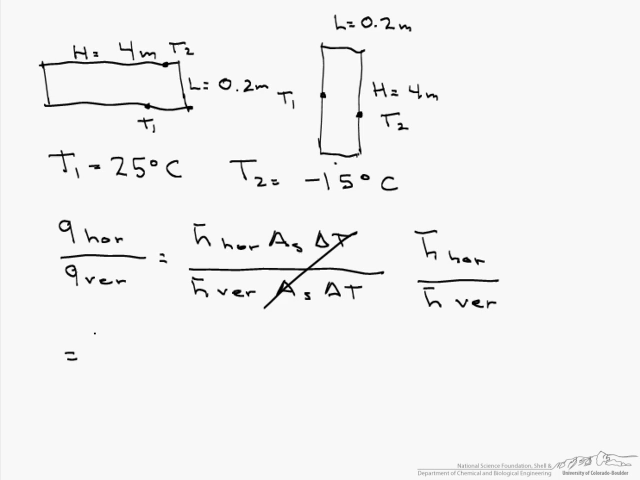 L = 0.2m
H = 4m T₂
L = 0.2m
T₁
T₁
H = 4m
T₂
T₁ = 25°C T₂ = -15°C
q hor / q ver = h̄ hor Aₛ ΔT / h̄ ver Aₛ ΔT h̄ hor / h̄ ver
=
National Science Foundation, Shell &
Department of Chemical and Biological Engineering
University of Colorado-Boulder